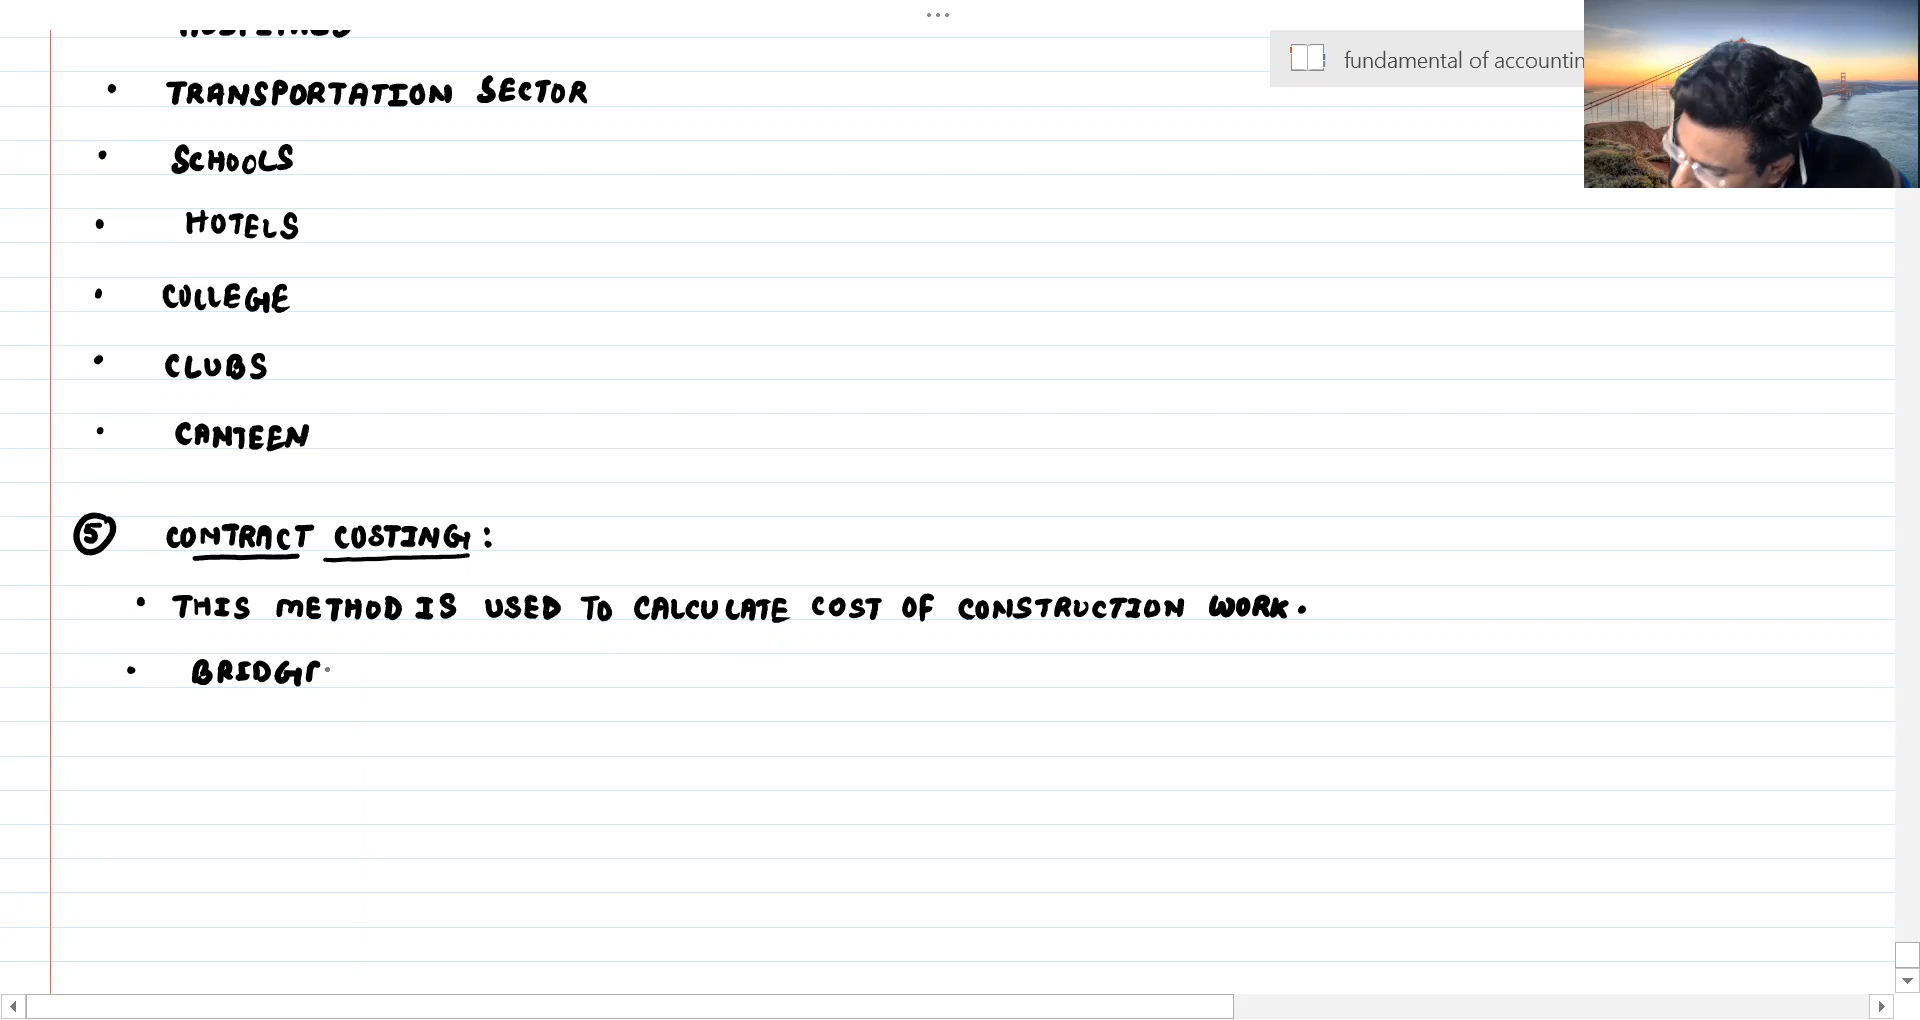 • TRANSPORTATION SECTOR
fundamental of accountin
• SCHOOLS
• HOTELS
• COLLEGE
• CLUBS
• CANTEEN
⑤ CONTRACT COSTING:
• THIS METHOD IS USED TO CALCULATE COST OF CONSTRUCTION WORK.
• BRIDG